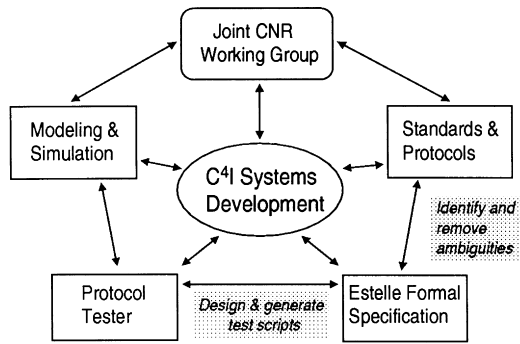 Joint CNR
Working Group
Modeling &
Simulation
Standards &
Protocols
C⁴I Systems
Development
Identify and
remove
ambiguities
Protocol
Tester
Design & generate
test scripts
Estelle Formal
Specification